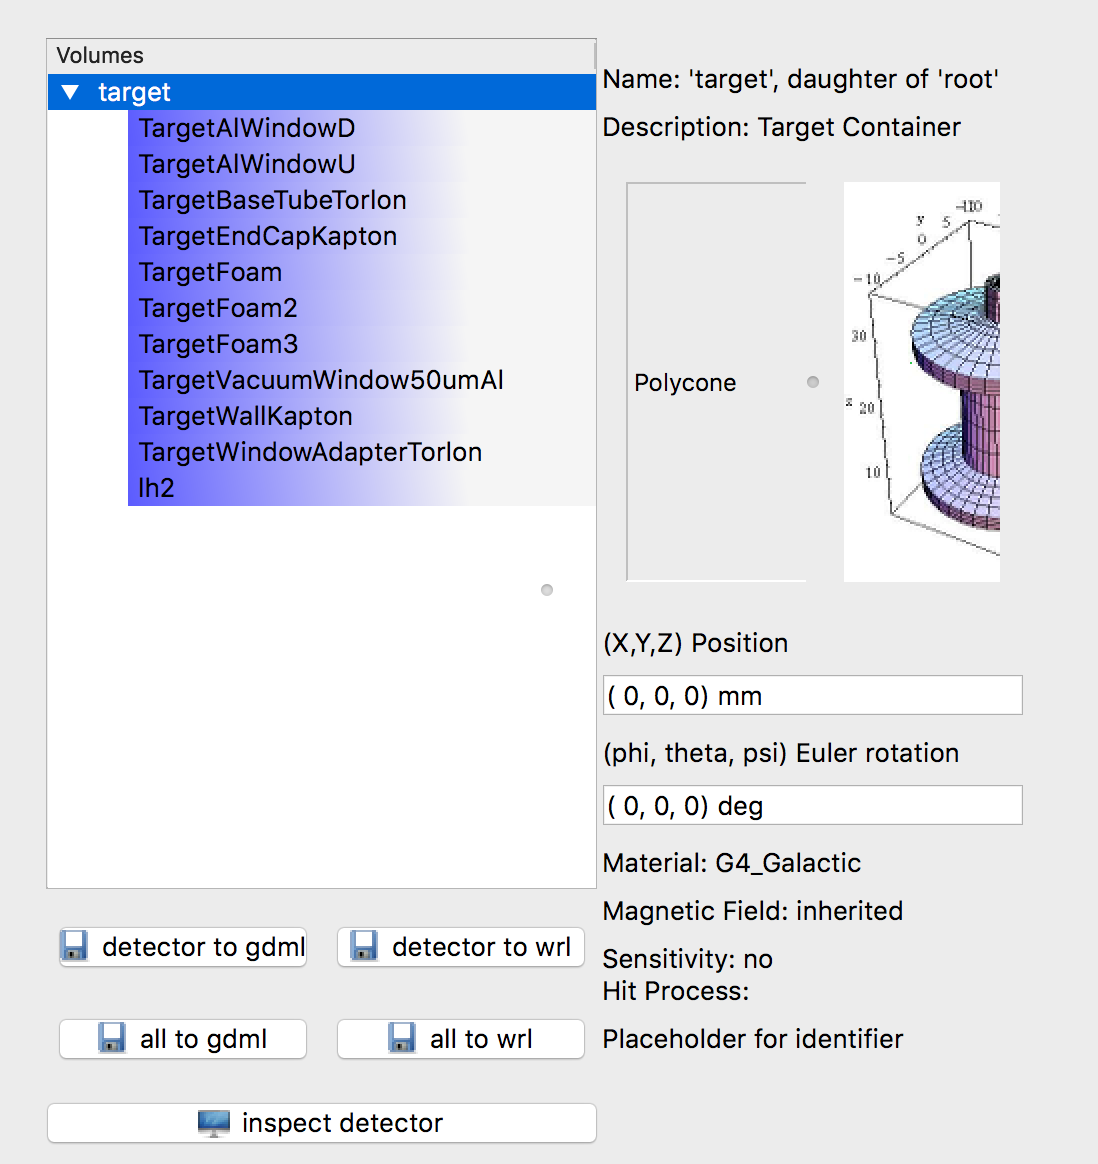 Volumes
target
TargetAlWindowD
TargetAlWindowU
TargetBaseTubeTorlon
TargetEndCapKapton
TargetFoam
TargetFoam2
TargetFoam3
TargetVacuumWindow50umAl
TargetWallKapton
TargetWindowAdapterTorlon
lh2
detector to gdml
detector to wrl
all to gdml
all to wrl
inspect detector
Name: 'target', daughter of 'root'
Description: Target Container
Polycone
y
5
0
-5
-10
30
z 20
10
(X,Y,Z) Position
( 0, 0, 0) mm
(phi, theta, psi) Euler rotation
( 0, 0, 0) deg
Material: G4_Galactic
Magnetic Field: inherited
Sensitivity: no
Hit Process:
Placeholder for identifier